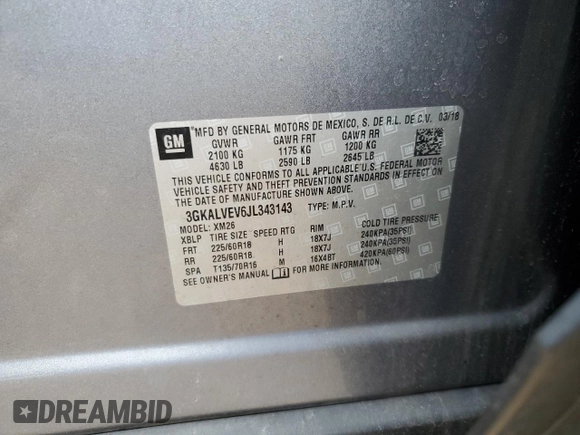 GM
MFD BY GENERAL MOTORS DE MEXICO, S. DE R.L. DE C.V. 03/18
GVWR GAWR FRT GAWR RR
2100 KG 1175 KG 1200 KG
4630 LB 2590 LB 2645 LB
THIS VEHICLE CONFORMS TO ALL APPLICABLE U.S. FEDERAL MOTOR
VEHICLE SAFETY AND THEFT PREVENTION STANDARDS IN EFFECT ON
THE DATE OF MANUFACTURE SHOWN ABOVE.
3GKALVEV6JL343143 TYPE: M.P.V.
MODEL: XM26
XBLP TIRE SIZE SPEED RTG RIM COLD TIRE PRESSURE
FRT 225/60R18 H 18X7J 240KPA(35PSI)
RR 225/60R18 H 18X7J 240KPA(35PSI)
SPA T135/70R16 M 16X4BT 420KPA(60PSI)
SEE OWNER'S MANUAL FOR MORE INFORMATION.
DREAMBID